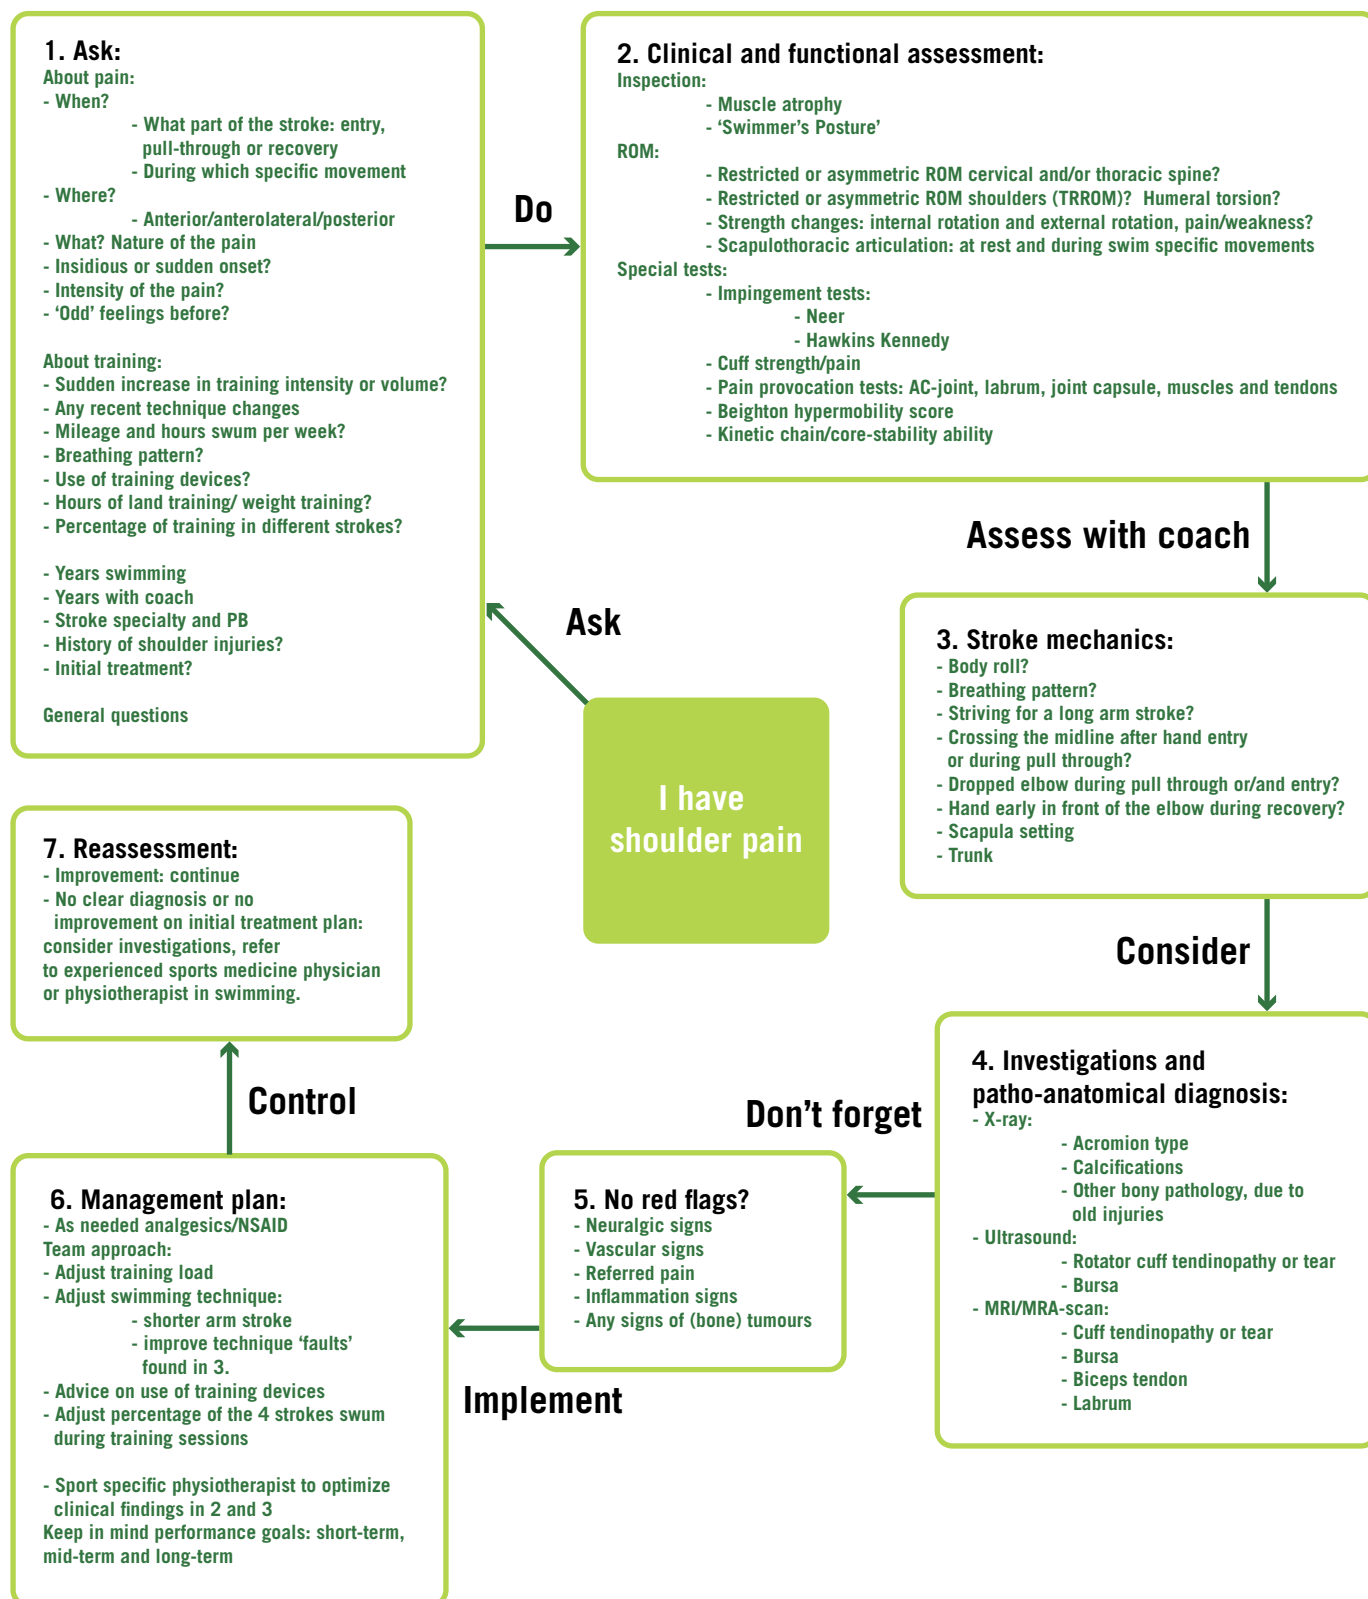 1. Ask:
About pain:
- When?
- What part of the stroke: entry,
pull-through or recovery
- During which specific movement
- Where?
- Anterior/anterolateral/posterior
- What? Nature of the pain
- Insidious or sudden onset?
- Intensity of the pain?
- ‘Odd’ feelings before?
About training:
- Sudden increase in training intensity or volume?
- Any recent technique changes
- Mileage and hours swum per week?
- Breathing pattern?
- Use of training devices?
- Hours of land training/ weight training?
- Percentage of training in different strokes?
- Years swimming
- Years with coach
- Stroke specialty and PB
- History of shoulder injuries?
- Initial treatment?
General questions
Do
2. Clinical and functional assessment:
Inspection:
- Muscle atrophy
- ‘Swimmer’s Posture’
ROM:
- Restricted or asymmetric ROM cervical and/or thoracic spine?
- Restricted or asymmetric ROM shoulders (TRROM)? Humeral torsion?
- Strength changes: internal rotation and external rotation, pain/weakness?
- Scapulothoracic articulation: at rest and during swim specific movements
Special tests:
- Impingement tests:
- Neer
- Hawkins Kennedy
- Cuff strength/pain
- Pain provocation tests: AC-joint, labrum, joint capsule, muscles and tendons
- Beighton hypermobility score
- Kinetic chain/core-stability ability
Assess with coach
Ask
I have
shoulder pain
3. Stroke mechanics:
- Body roll?
- Breathing pattern?
- Striving for a long arm stroke?
- Crossing the midline after hand entry
or during pull through?
- Dropped elbow during pull through or/and entry?
- Hand early in front of the elbow during recovery?
- Scapula setting
- Trunk
Consider
4. Investigations and
patho-anatomical diagnosis:
- X-ray:
- Acromion type
- Calcifications
- Other bony pathology, due to
old injuries
- Ultrasound:
- Rotator cuff tendinopathy or tear
- Bursa
- MRI/MRA-scan:
- Cuff tendinopathy or tear
- Bursa
- Biceps tendon
- Labrum
Don’t forget
5. No red flags?
- Neuralgic signs
- Vascular signs
- Referred pain
- Inflammation signs
- Any signs of (bone) tumours
Implement
6. Management plan:
- As needed analgesics/NSAID
Team approach:
- Adjust training load
- Adjust swimming technique:
- shorter arm stroke
- improve technique ‘faults’
found in 3.
- Advice on use of training devices
- Adjust percentage of the 4 strokes swum
during training sessions
- Sport specific physiotherapist to optimize
clinical findings in 2 and 3
Keep in mind performance goals: short-term,
mid-term and long-term
Control
7. Reassessment:
- Improvement: continue
- No clear diagnosis or no
improvement on initial treatment plan:
consider investigations, refer
to experienced sports medicine physician
or physiotherapist in swimming.